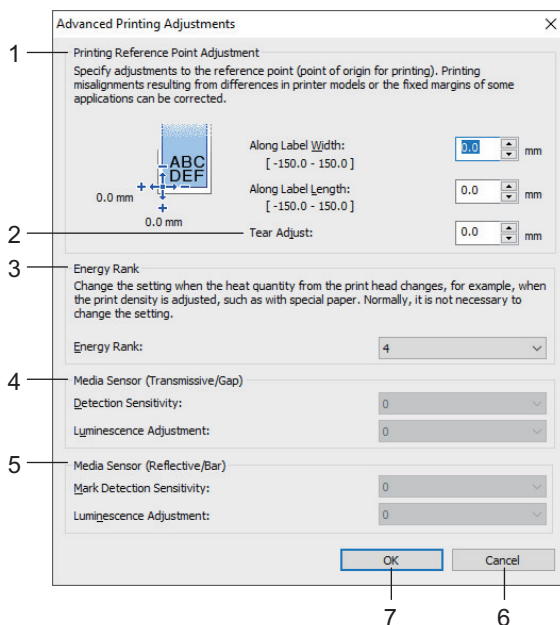 Advanced Printing Adjustments
1
Printing Reference Point Adjustment
Specify adjustments to the reference point (point of origin for printing). Printing
misalignments resulting from differences in printer models or the fixed margins of some
applications can be corrected.
ABC
DEF
0.0 mm
0.0 mm
Along Label Width:
[ -150.0 - 150.0 ]
0.0 mm
Along Label Length:
[ -150.0 - 150.0 ]
0.0 mm
2
Tear Adjust:
0.0 mm
3
Energy Rank
Change the setting when the heat quantity from the print head changes, for example, when
the print density is adjusted, such as with special paper. Normally, it is not necessary to
change the setting.
Energy Rank: 4
4
Media Sensor (Transmissive/Gap)
Detection Sensitivity: 0
Luminescence Adjustment: 0
5
Media Sensor (Reflective/Bar)
Mark Detection Sensitivity: 0
Luminescence Adjustment: 0
OK Cancel
7 6